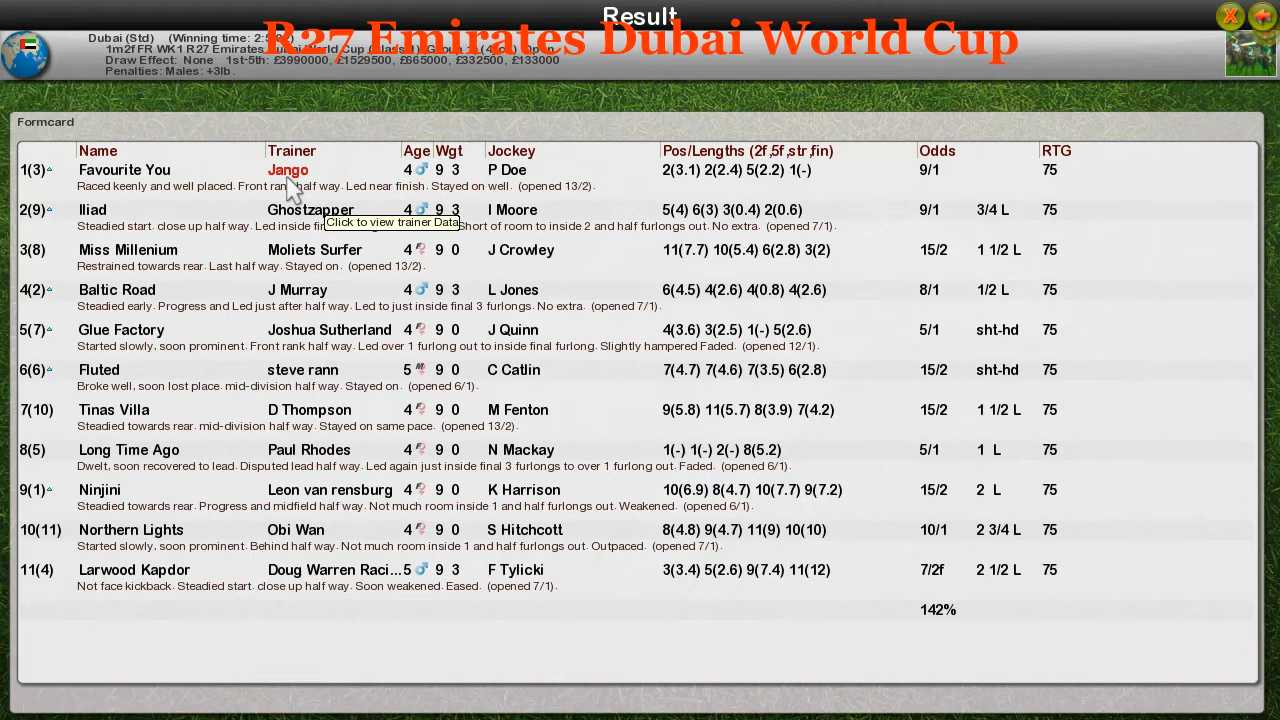 Result
R27 Emirates Dubai World Cup
Dubai (Std) (Winning time: 2:5
1m2f FR WK1 R27 Emirates Dubai World Cup
Draw Effect: None 1st-5th: £3990000, £1529500, £665000, £332500, £133000
Penalties: Males: +3lb.
Formcard
Name Trainer Age Wgt Jockey Pos/Lengths (2f,5f,str,fin) Odds RTG
1(3) Favourite You Jango 4 9 3 P Doe 2(3.1) 2(2.4) 5(2.2) 1(-) 9/1 75
Raced keenly and well placed. Front rank half way. Led near finish. Stayed on well. (opened 13/2).
2(9) Iliad Ghostzapper 4 9 3 I Moore 5(4) 6(3) 3(0.4) 2(0.6) 9/1 3/4 L 75
Click to view trainer Data
Steadied start. close up half way. Led inside Short of room to inside 2 and half furlongs out. No extra. (opened 7/1).
3(8) Miss Millenium Moliets Surfer 4 9 0 J Crowley 11(7.7) 10(5.4) 6(2.8) 3(2) 15/2 1 1/2 L 75
Restrained towards rear. Last half way. Stayed on. (opened 13/2).
4(2) Baltic Road J Murray 4 9 3 L Jones 6(4.5) 4(2.6) 4(0.8) 4(2.6) 8/1 1/2 L 75
Steadied early. Progress and Led just after half way. Led to just inside final 3 furlongs. No extra. (opened 7/1).
5(7) Glue Factory Joshua Sutherland 4 9 0 J Quinn 4(3.6) 3(2.5) 1(-) 5(2.6) 5/1 sht-hd 75
Started slowly, soon prominent. Front rank half way. Led over 1 furlong out to inside final furlong. Slightly hampered Faded. (opened 12/1).
6(6) Fluted steve rann 5 9 0 C Catlin 7(4.7) 7(4.6) 7(3.5) 6(2.8) 15/2 sht-hd 75
Broke well, soon lost place. mid-division half way. Stayed on. (opened 6/1).
7(10) Tinas Villa D Thompson 4 9 0 M Fenton 9(5.8) 11(5.7) 8(3.9) 7(4.2) 15/2 1 1/2 L 75
Steadied towards rear. mid-division half way. Stayed on same pace. (opened 13/2).
8(5) Long Time Ago Paul Rhodes 4 9 0 N Mackay 1(-) 1(-) 2(-) 8(5.2) 5/1 1 L 75
Dwelt, soon recovered to lead. Disputed lead half way. Led again just inside final 3 furlongs to over 1 furlong out. Faded. (opened 6/1).
9(1) Ninjini Leon van rensburg 4 9 0 K Harrison 10(6.9) 8(4.7) 10(7.7) 9(7.2) 15/2 2 L 75
Steadied towards rear. Progress and midfield half way. Not much room inside 1 and half furlongs out. Weakened. (opened 6/1).
10(11) Northern Lights Obi Wan 4 9 0 S Hitchcott 8(4.8) 9(4.7) 11(9) 10(10) 10/1 2 3/4 L 75
Started slowly, soon prominent. Behind half way. Not much room inside 1 and half furlongs out. Outpaced. (opened 7/1).
11(4) Larwood Kapdor Doug Warren Raci... 5 9 3 F Tylicki 3(3.4) 5(2.6) 9(7.4) 11(12) 7/2f 2 1/2 L 75
Not face kickback. Steadied start. close up half way. Soon weakened. Eased. (opened 7/1).
142%